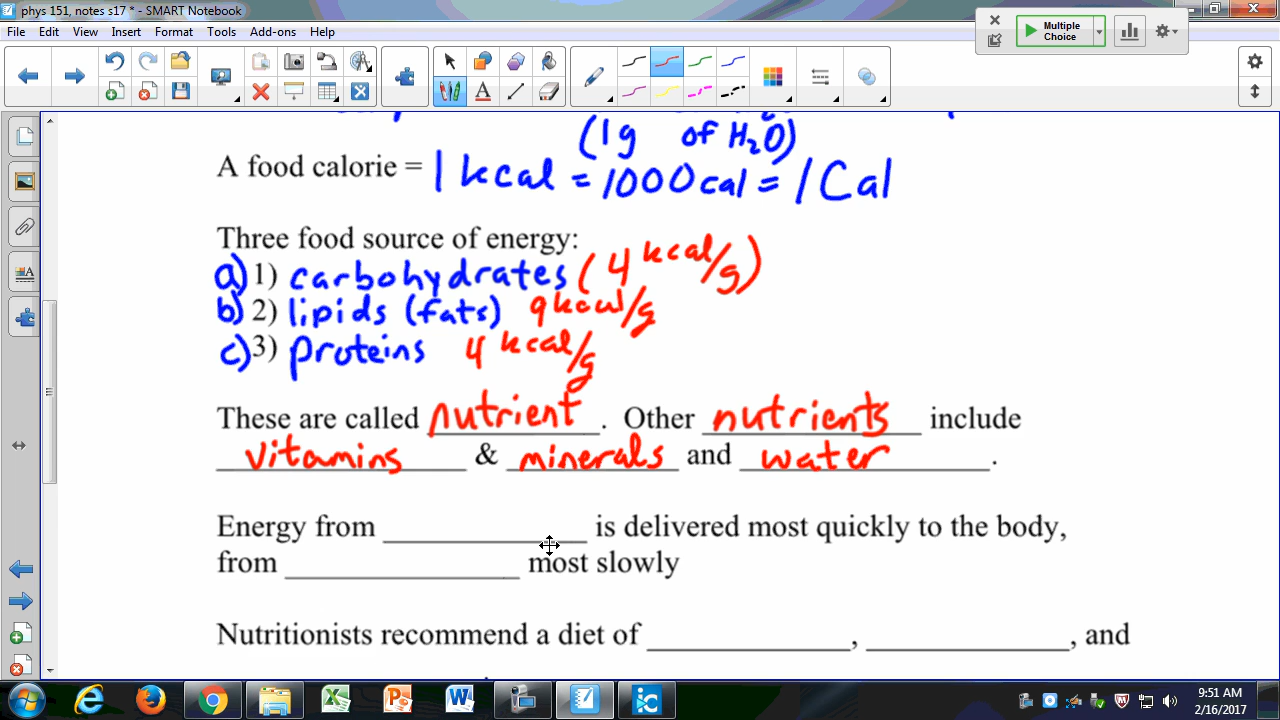 phys 151, notes s17 * - SMART Notebook
File Edit View Insert Format Tools Add-ons Help
Multiple
Choice
(1g of H₂O)
A food calorie = 1 kcal = 1000 cal = 1 Cal
Three food source of energy:
a) 1) carbohydrates (4 kcal/g)
b) 2) lipids (fats) 9 kcal/g
c) 3) proteins 4 kcal/g
These are called nutrient. Other nutrients include
vitamins & minerals and water.
Energy from ____________ is delivered most quickly to the body,
from ______________ most slowly
Nutritionists recommend a diet of ____________, ____________, and
9:51 AM
2/16/2017